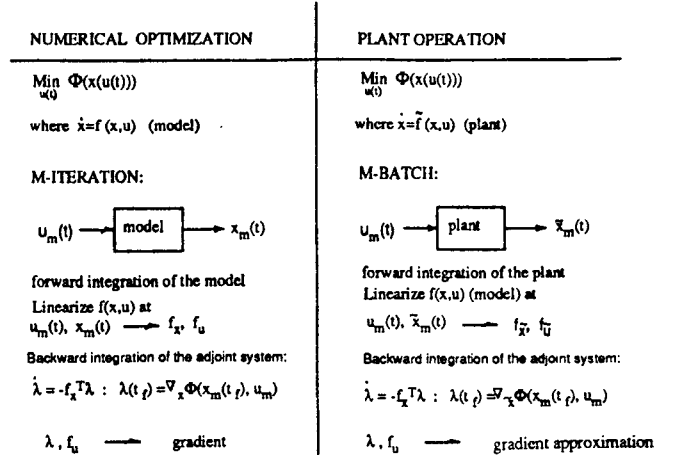 NUMERICAL OPTIMIZATION
Min Φ(x(u(t)))
u(t)
where ẋ=f (x,u) (model)
M-ITERATION:
u_m(t) → model → x_m(t)
forward integration of the model
Linearize f(x,u) at
u_m(t), x_m(t) → f_x, f_u
Backward integration of the adjoint system:
λ̇ = -f_x^T λ : λ(t_f) = ∇_x Φ(x_m(t_f), u_m)
λ , f_u → gradient
PLANT OPERATION
Min Φ(x(u(t)))
u(t)
where ẋ=f̃ (x,u) (plant)
M-BATCH:
u_m(t) → plant → x̃_m(t)
forward integration of the plant
Linearize f(x,u) (model) at
u_m(t), x̃_m(t) → f_x̃, f_ũ
Backward integration of the adjoint system:
λ̇ = -f_x̃^T λ : λ(t_f) = ∇_x̃ Φ(x_m(t_f), u_m)
λ , f_u → gradient approximation